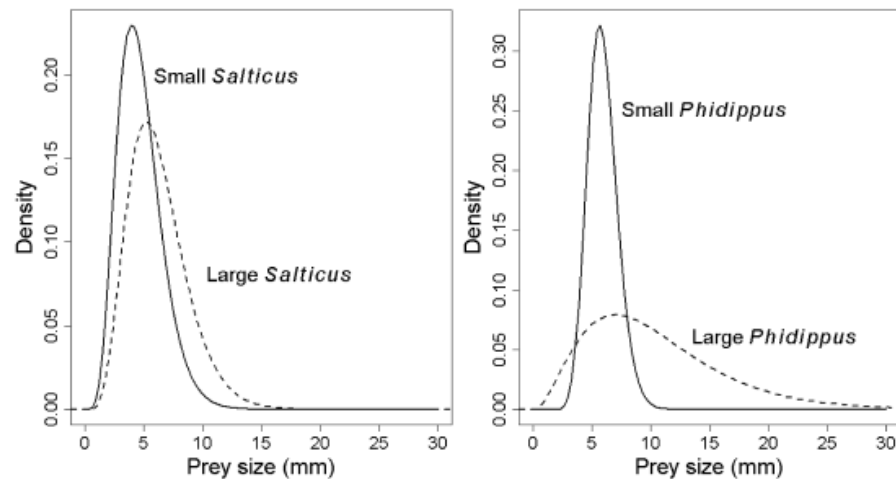 Small Salticus
Large Salticus
Density
0.00 0.05 0.10 0.15 0.20
0 5 10 15 20 25 30
Prey size (mm)
Small Phidippus
Large Phidippus
Density
0.00 0.05 0.10 0.15 0.20 0.25 0.30
0 5 10 15 20 25 30
Prey size (mm)